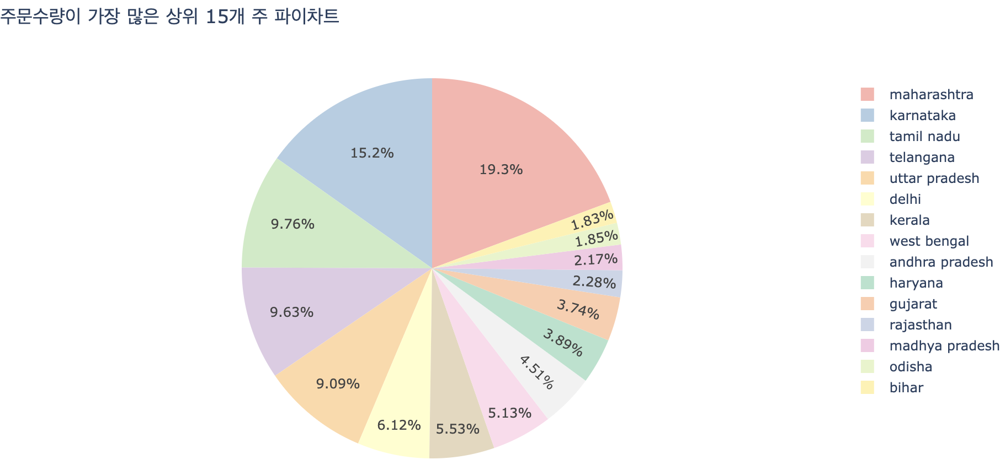 주문수량이 가장 많은 상위 15개 주 파이차트
19.3%
15.2%
9.76%
9.63%
9.09%
6.12%
5.53%
5.13%
4.51%
3.89%
3.74%
2.28%
2.17%
1.85%
1.83%
maharashtra
karnataka
tamil nadu
telangana
uttar pradesh
delhi
kerala
west bengal
andhra pradesh
haryana
gujarat
rajasthan
madhya pradesh
odisha
bihar